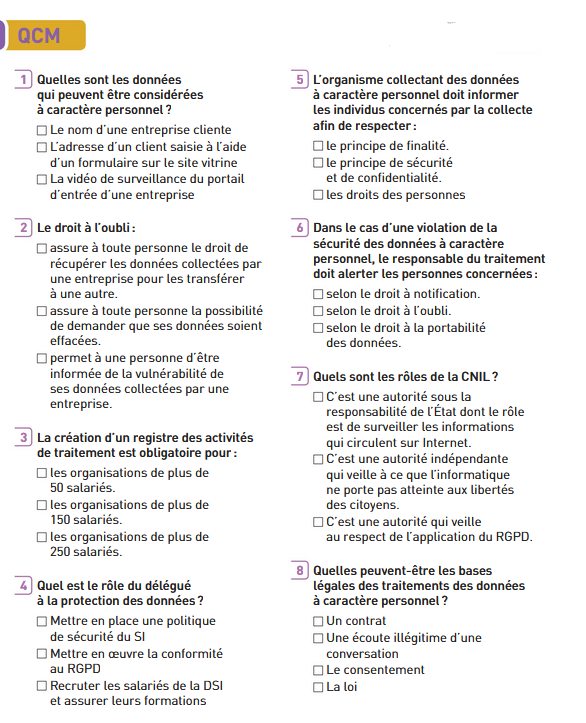 QCM
1 Quelles sont les données
qui peuvent être considérées
à caractère personnel ?
Le nom d'une entreprise cliente
L'adresse d'un client saisie à l'aide
d'un formulaire sur le site vitrine
La vidéo de surveillance du portail
d'entrée d'une entreprise
2 Le droit à l'oubli :
assure à toute personne le droit de
récupérer les données collectées par
une entreprise pour les transférer
à une autre.
assure à toute personne la possibilité
de demander que ses données soient
effacées.
permet à une personne d'être
informée de la vulnérabilité de
ses données collectées par une
entreprise.
3 La création d'un registre des activités
de traitement est obligatoire pour :
les organisations de plus de
50 salariés.
les organisations de plus de
150 salariés.
les organisations de plus de
250 salariés.
4 Quel est le rôle du délégué
à la protection des données ?
Mettre en place une politique
de sécurité du SI
Mettre en œuvre la conformité
au RGPD
Recruter les salariés de la DSI
et assurer leurs formations
5 L'organisme collectant des données
à caractère personnel doit informer
les individus concernés par la collecte
afin de respecter :
le principe de finalité.
le principe de sécurité
et de confidentialité.
les droits des personnes
6 Dans le cas d'une violation de la
sécurité des données à caractère
personnel, le responsable du traitement
doit alerter les personnes concernées :
selon le droit à notification.
selon le droit à l'oubli.
selon le droit à la portabilité
des données.
7 Quels sont les rôles de la CNIL ?
C'est une autorité sous la
responsabilité de l'État dont le rôle
est de surveiller les informations
qui circulent sur Internet.
C'est une autorité indépendante
qui veille à ce que l'informatique
ne porte pas atteinte aux libertés
des citoyens.
C'est une autorité qui veille
au respect de l'application du RGPD.
8 Quelles peuvent-être les bases
légales des traitements des données
à caractère personnel ?
Un contrat
Une écoute illégitime d'une
conversation
Le consentement
La loi